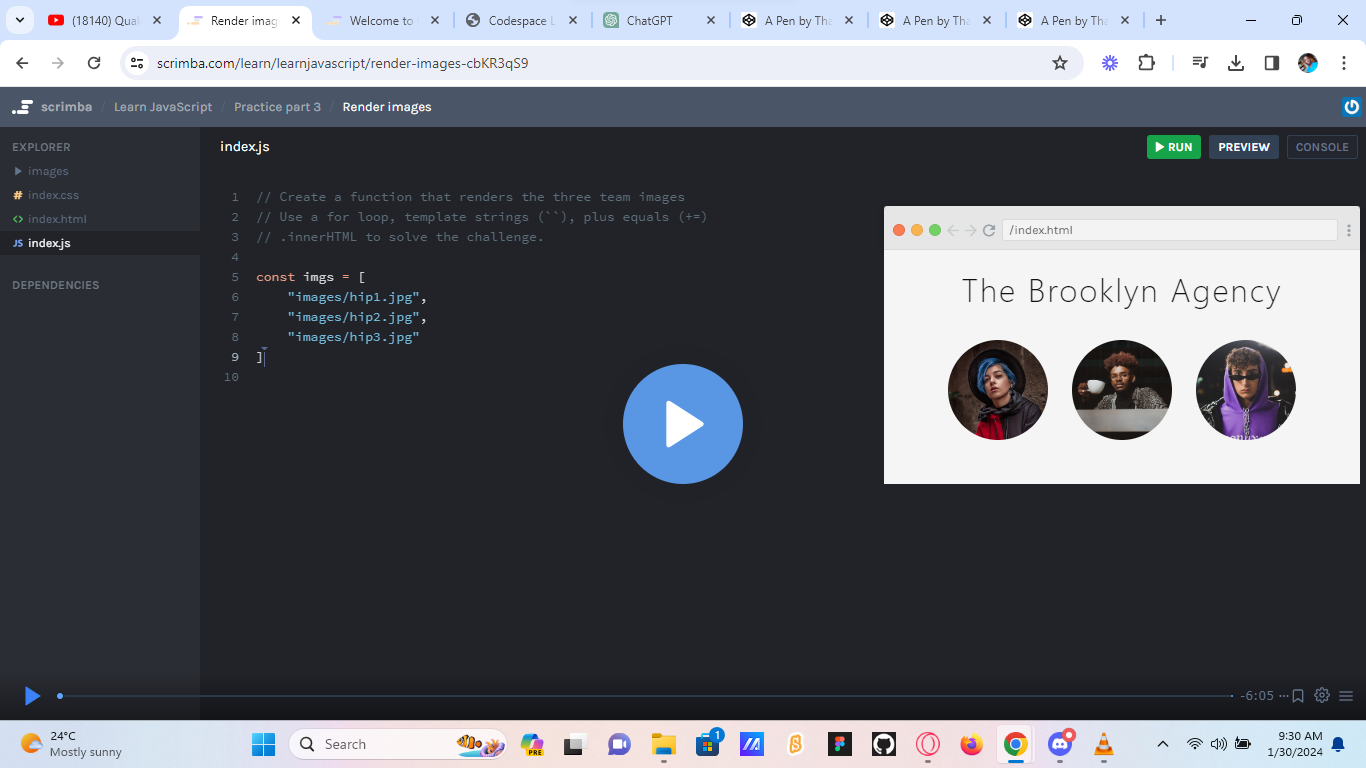 (18140) Qual
Render imag
Welcome to
Codespace L
ChatGPT
A Pen by Tha
A Pen by Tha
A Pen by Tha
scrimba.com/learn/learnjavascript/render-images-cbKR3qS9
scrimba / Learn JavaScript / Practice part 3 / Render images
EXPLORER
images
# index.css
<> index.html
JS index.js
DEPENDENCIES
index.js
RUN
PREVIEW
CONSOLE
1 // Create a function that renders the three team images
2 // Use a for loop, template strings (``), plus equals (+=)
3 // .innerHTML to solve the challenge.
4
5 const imgs = [
6 "images/hip1.jpg",
7 "images/hip2.jpg",
8 "images/hip3.jpg"
9 ]
10
/index.html
The Brooklyn Agency
-6:05
24°C
Mostly sunny
Search
PRE
1
9:30 AM
1/30/2024